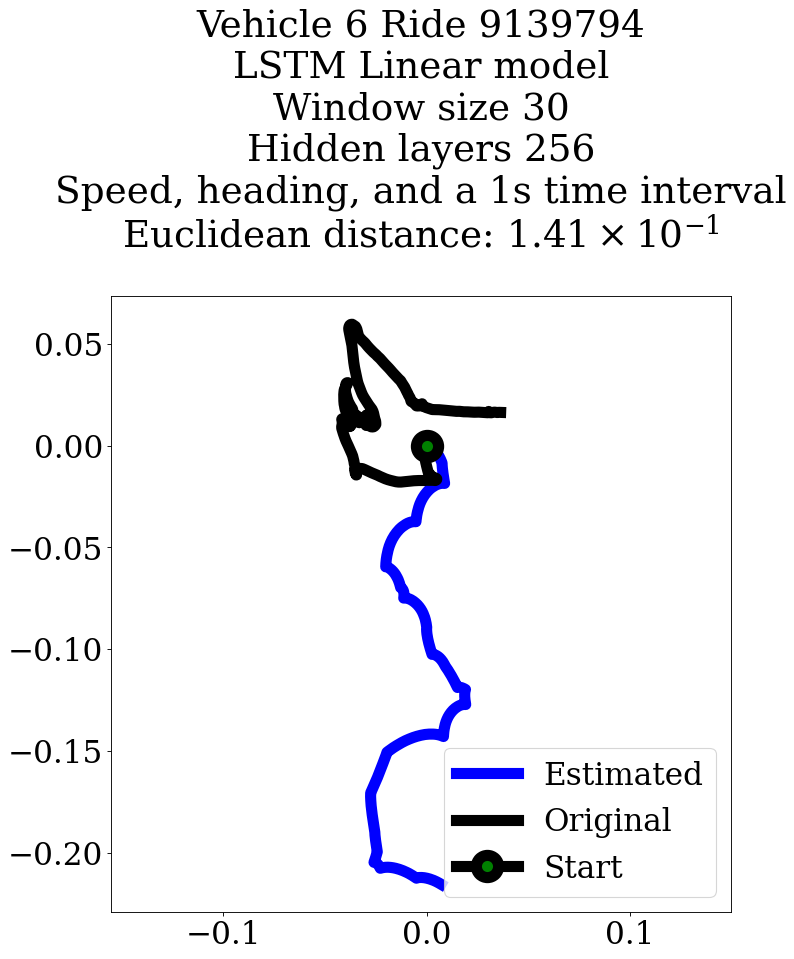 Vehicle 6 Ride 9139794
LSTM Linear model
Window size 30
Hidden layers 256
Speed, heading, and a 1s time interval
Euclidean distance: 1.41 × 10⁻¹
0.05
0.00
−0.05
−0.10
−0.15
−0.20
−0.1
0.0
0.1
Estimated
Original
Start